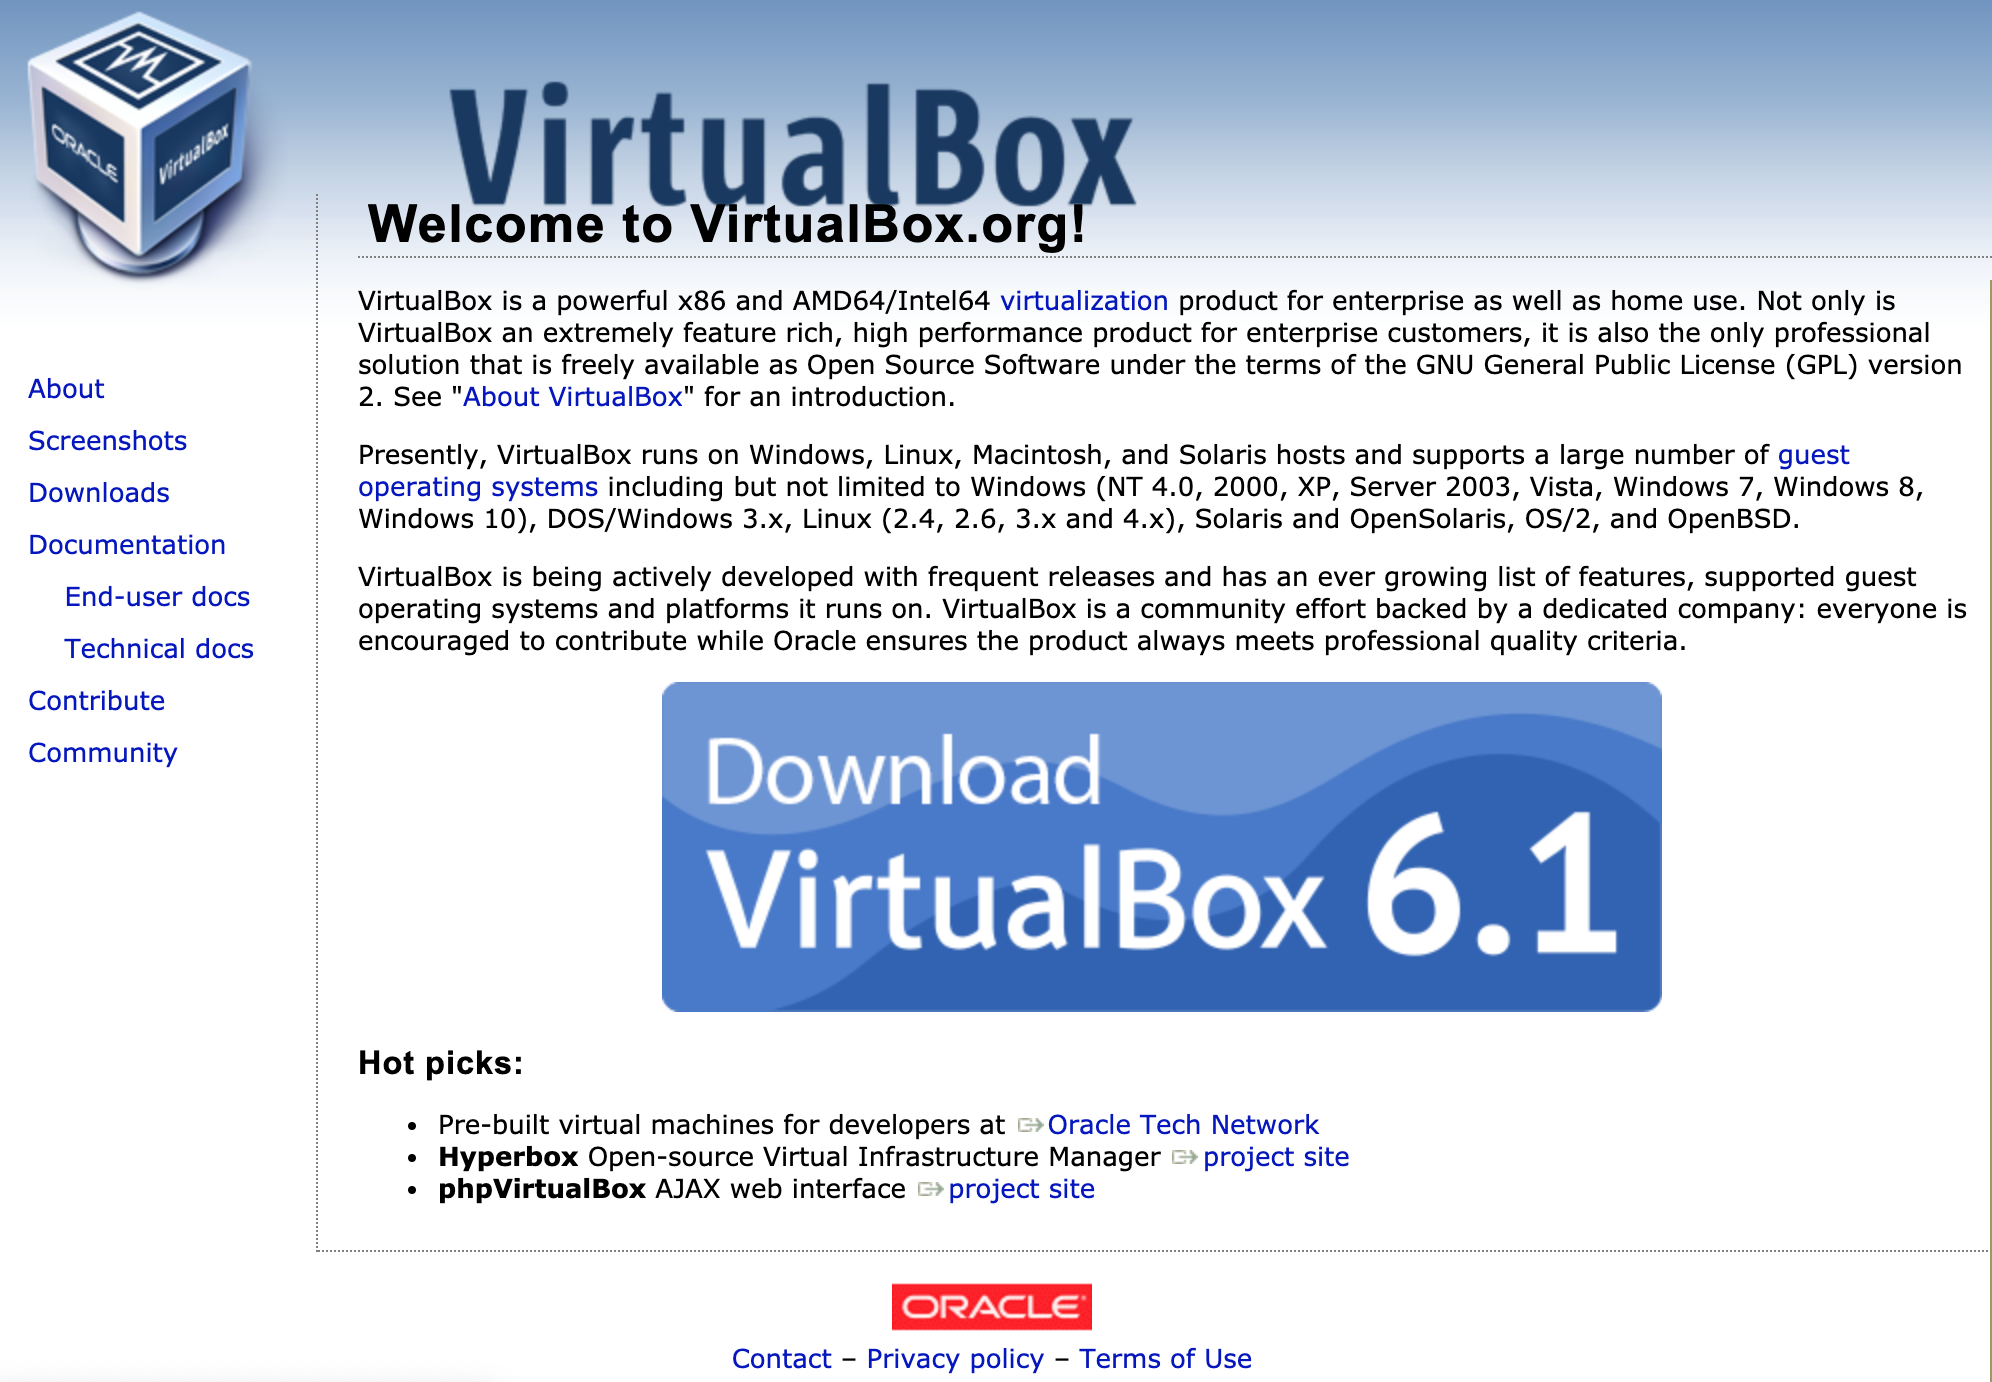 ORACLE
VirtualBox
VirtualBox
Welcome to VirtualBox.org!
About
Screenshots
Downloads
Documentation
End-user docs
Technical docs
Contribute
Community
VirtualBox is a powerful x86 and AMD64/Intel64 virtualization product for enterprise as well as home use. Not only is
VirtualBox an extremely feature rich, high performance product for enterprise customers, it is also the only professional
solution that is freely available as Open Source Software under the terms of the GNU General Public License (GPL) version
2. See "About VirtualBox" for an introduction.
Presently, VirtualBox runs on Windows, Linux, Macintosh, and Solaris hosts and supports a large number of guest
operating systems including but not limited to Windows (NT 4.0, 2000, XP, Server 2003, Vista, Windows 7, Windows 8,
Windows 10), DOS/Windows 3.x, Linux (2.4, 2.6, 3.x and 4.x), Solaris and OpenSolaris, OS/2, and OpenBSD.
VirtualBox is being actively developed with frequent releases and has an ever growing list of features, supported guest
operating systems and platforms it runs on. VirtualBox is a community effort backed by a dedicated company: everyone is
encouraged to contribute while Oracle ensures the product always meets professional quality criteria.
Download
VirtualBox 6.1
Hot picks:
• Pre-built virtual machines for developers at Oracle Tech Network
• Hyperbox Open-source Virtual Infrastructure Manager project site
• phpVirtualBox AJAX web interface project site
ORACLE
Contact – Privacy policy – Terms of Use